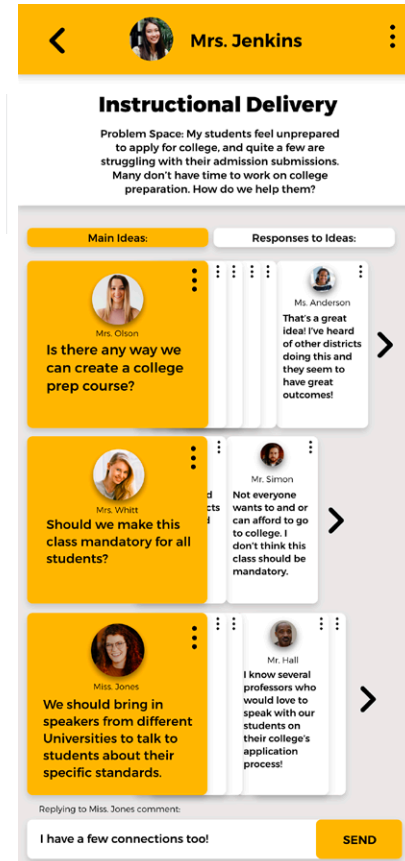 Mrs. Jenkins
Instructional Delivery
Problem Space: My students feel unprepared
to apply for college, and quite a few are
struggling with their admission submissions.
Many don't have time to work on college
preparation. How do we help them?
Main Ideas:
Responses to Ideas:
Mrs. Olson
Is there any way we
can create a college
prep course?
Ms. Anderson
That's a great
idea! I've heard
of other districts
doing this and
they seem to
have great
outcomes!
Mrs. Whitt
Should we make this
class mandatory for all
students?
Mr. Simon
Not everyone
wants to and or
can afford to go
to college. I
don't think this
class should be
mandatory.
Miss. Jones
We should bring in
speakers from different
Universities to talk to
students about their
specific standards.
Mr. Hall
I know several
professors who
would love to
speak with our
students on
their college's
application
process!
Replying to Miss. Jones comment:
I have a few connections too!
SEND